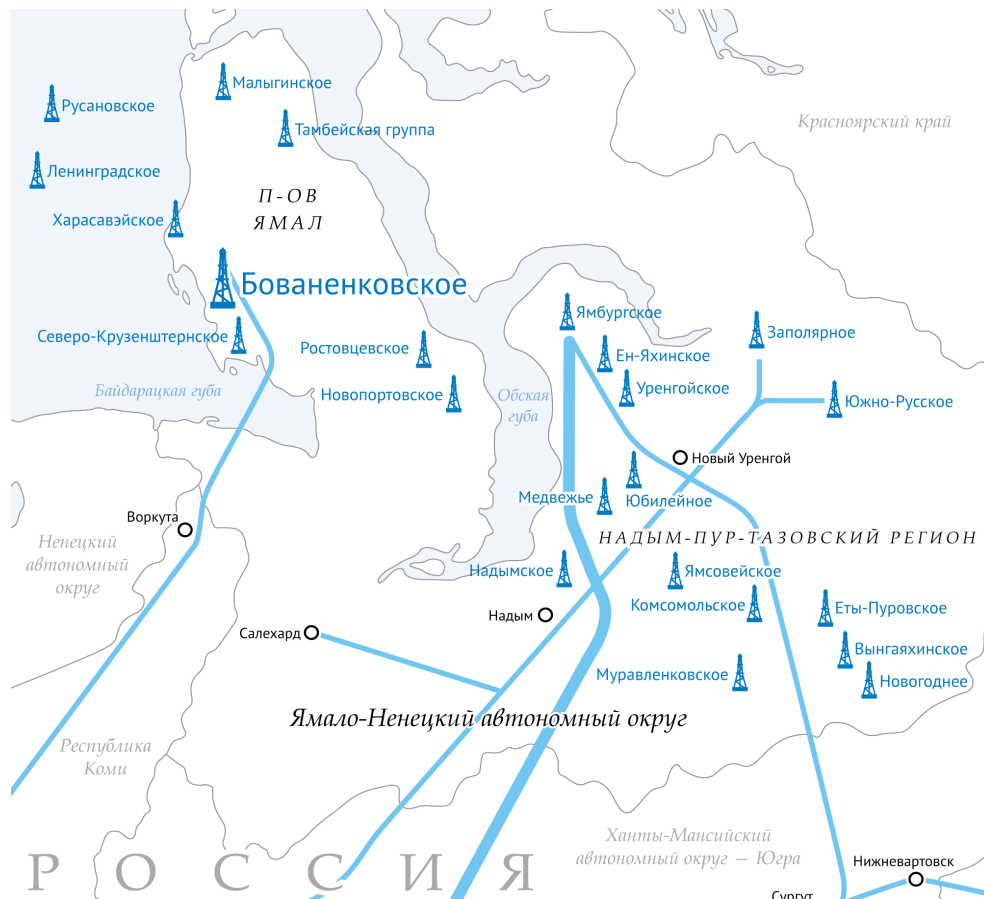 Малыгинское
Русановское
Тамбейская группа
Красноярский край
Ленинградское
П-ОВ
ЯМАЛ
Харасавэйское
Бованенковское
Ямбургское
Заполярное
Северо-Крузенштернское
Ростовцевское
Ен-Яхинское
Уренгойское
Байдарацкая губа
Новопортовское
Обская
губа
Южно-Русское
Новый Уренгой
Медвежье
Юбилейное
Воркута
НАДЫМ-ПУР-ТАЗОВСКИЙ РЕГИОН
Ненецкий
автономный
округ
Надымское
Ямсовейское
Комсомольское
Еты-Пуровское
Надым
Салехард
Вынгаяхинское
Муравленковское
Новогоднее
Ямало-Ненецкий автономный округ
Республика
Коми
Ханты-Мансийский
автономный округ – Югра
РОССИЯ
Нижневартовск
Сургут